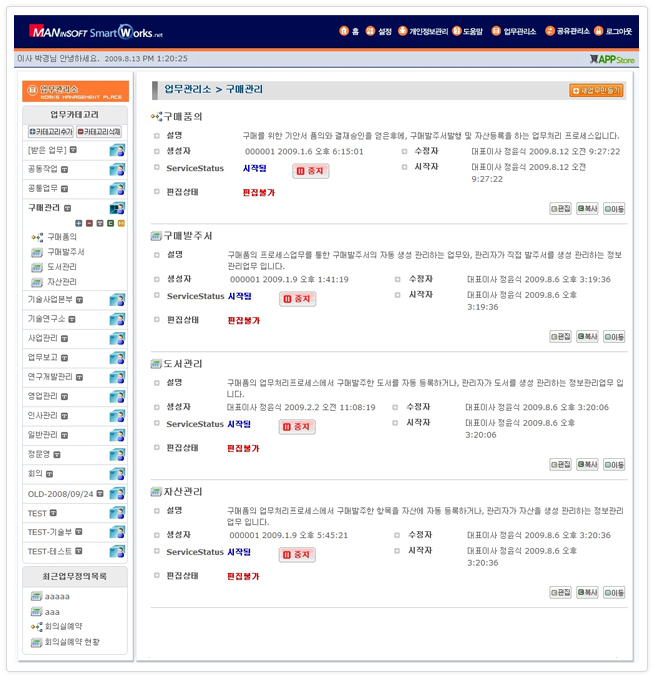 MANinSOFT SmartWorks.net
홈 설정 개인정보관리 도움말 업무관리소 공유관리소 로그아웃
이사 박경님 안녕하세요. 2009.8.13 PM 1:20:25
APPStore
업무관리소
WORKS MANAGEMENT PLACE
업무카테고리
카테고리추가 카테고리삭제
[받은 업무]
공동작업
공통업무
구매관리
구매품의
구매발주서
도서관리
자산관리
기술사업본부
기술연구소
사업관리
업무보고
연구개발관리
영업관리
인사관리
일반관리
정문영
회의
OLD-2008/09/24
TEST
TEST-기술부
TEST-테스트
최근업무정의목록
aaaaa
aaa
회의실예약
회의실예약 현황
업무관리소 > 구매관리
새업무만들기
구매품의
설명 구매를 위한 기안서 품의와 결재승인을 얻은후에, 구매발주서발행 및 자산등록을 하는 업무처리 프로세스입니다.
생성자 000001 2009.1.6 오후 6:15:01 수정자 대표이사 정윤식 2009.8.12 오전 9:27:22
ServiceStatus 시작됨 중지 시작자 대표이사 정윤식 2009.8.12 오전
9:27:22
편집상태 편집불가
편집 복사 이동
구매발주서
설명 구매품의 프로세스업무를 통한 구매발주서의 자동 생성 관리하는 업무와, 관리자가 직접 발주서를 생성 관리하는 정보
관리업무 입니다.
생성자 000001 2009.1.9 오후 1:41:19 수정자 대표이사 정윤식 2009.8.6 오후 3:19:36
ServiceStatus 시작됨 중지 시작자 대표이사 정윤식 2009.8.6 오후
3:19:36
편집상태 편집불가
편집 복사 이동
도서관리
설명 구매품의 업무처리프로세스에서 구매발주한 도서를 자동 등록하거나, 관리자가 도서를 생성 관리하는 정보관리업무 입
니다.
생성자 대표이사 정윤식 2009.2.2 오전 11:08:19 수정자 대표이사 정윤식 2009.8.6 오후 3:20:06
ServiceStatus 시작됨 중지 시작자 대표이사 정윤식 2009.8.6 오후
3:20:06
편집상태 편집불가
편집 복사 이동
자산관리
설명 구매품의 업무처리프로세스에서 구매발주한 항목을 자산에 자동 등록하거나, 관리자가 자산을 생성 관리하는 정보관리
업무 입니다.
생성자 000001 2009.1.9 오후 5:45:21 수정자 대표이사 정윤식 2009.8.6 오후 3:20:36
ServiceStatus 시작됨 중지 시작자 대표이사 정윤식 2009.8.6 오후
3:20:36
편집상태 편집불가
편집 복사 이동